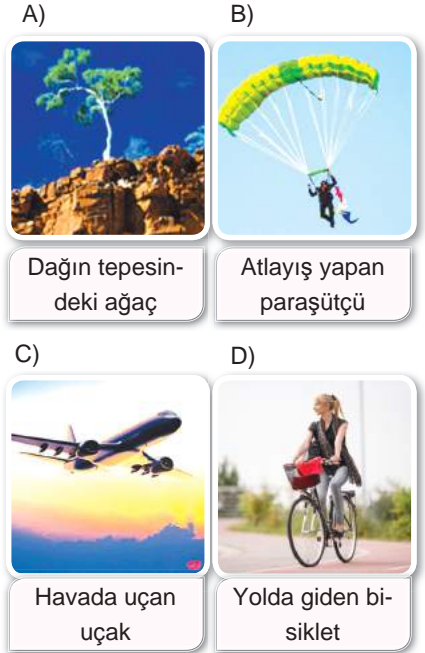 A)
B)
Dağın tepesin-
deki ağaç
Atlayış yapan
paraşütçü
C)
D)
Havada uçan
uçak
Yolda giden bi-
siklet